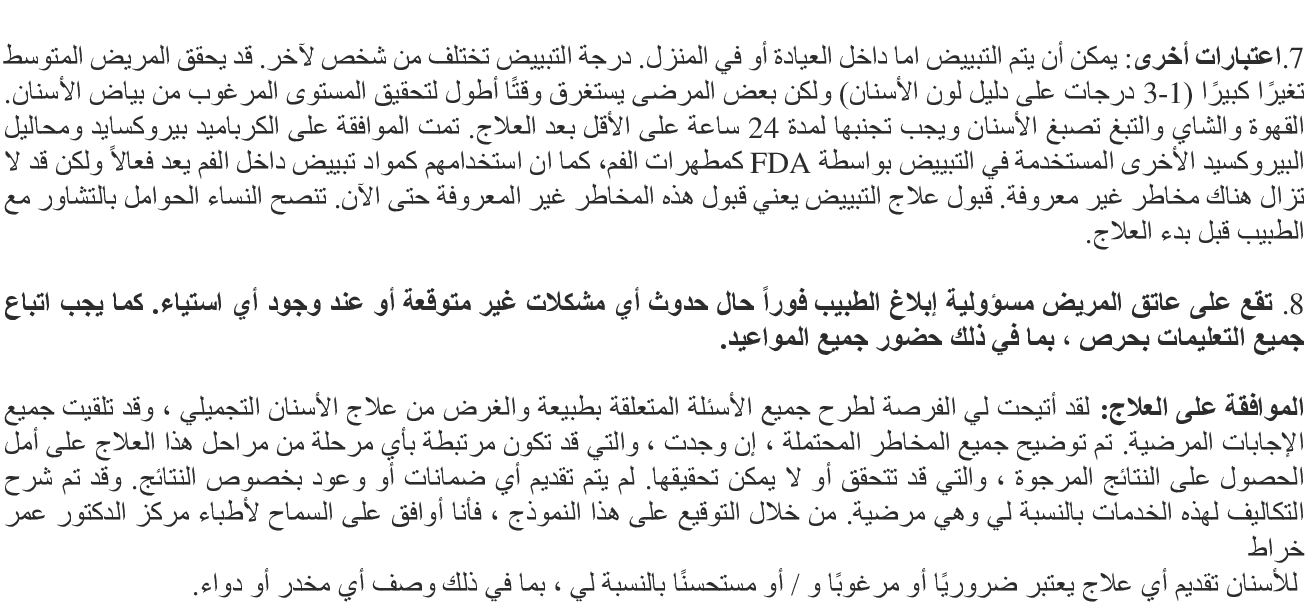 7.اعتبارات أخرى: يمكن أن يتم التبييض اما داخل العيادة أو في المنزل. درجة التبييض تختلف من شخص لآخر. قد يحقق المريض المتوسط
تغيرًا كبيرًا (1-3 درجات على دليل لون الأسنان) ولكن بعض المرضى يستغرق وقتًا أطول لتحقيق المستوى المرغوب من بياض الأسنان.
القهوة والشاي والتبغ تصبغ الأسنان ويجب تجنبها لمدة 24 ساعة على الأقل بعد العلاج. تمت الموافقة على الكرباميد بيروكسايد ومحاليل
البيروكسيد الأخرى المستخدمة في التبييض بواسطة FDA كمطهرات الفم، كما ان استخدامهم كمواد تبييض داخل الفم يعد فعالاً ولكن قد لا
تزال هناك مخاطر غير معروفة. قبول علاج التبييض يعني قبول هذه المخاطر غير المعروفة حتى الآن. تنصح النساء الحوامل بالتشاور مع
الطبيب قبل بدء العلاج.
8. تقع على عاتق المريض مسؤولية إبلاغ الطبيب فوراً حال حدوث أي مشكلات غير متوقعة أو عند وجود أي استياء. كما يجب اتباع
جميع التعليمات بحرص ، بما في ذلك حضور جميع المواعيد.
الموافقة على العلاج: لقد أتيحت لي الفرصة لطرح جميع الأسئلة المتعلقة بطبيعة والغرض من علاج الأسنان التجميلي ، وقد تلقيت جميع
الإجابات المرضية. تم توضيح جميع المخاطر المحتملة ، إن وجدت ، والتي قد تكون مرتبطة بأي مرحلة من مراحل هذا العلاج على أمل
الحصول على النتائج المرجوة ، والتي قد تتحقق أو لا يمكن تحقيقها. لم يتم تقديم أي ضمانات أو وعود بخصوص النتائج. وقد تم شرح
التكاليف لهذه الخدمات بالنسبة لي وهي مرضية. من خلال التوقيع على هذا النموذج ، فأنا أوافق على السماح لأطباء مركز الدكتور عمر
خراط
للأسنان تقديم أي علاج يعتبر ضروريًا أو مرغوبًا و / أو مستحسنًا بالنسبة لي ، بما في ذلك وصف أي مخدر أو دواء.